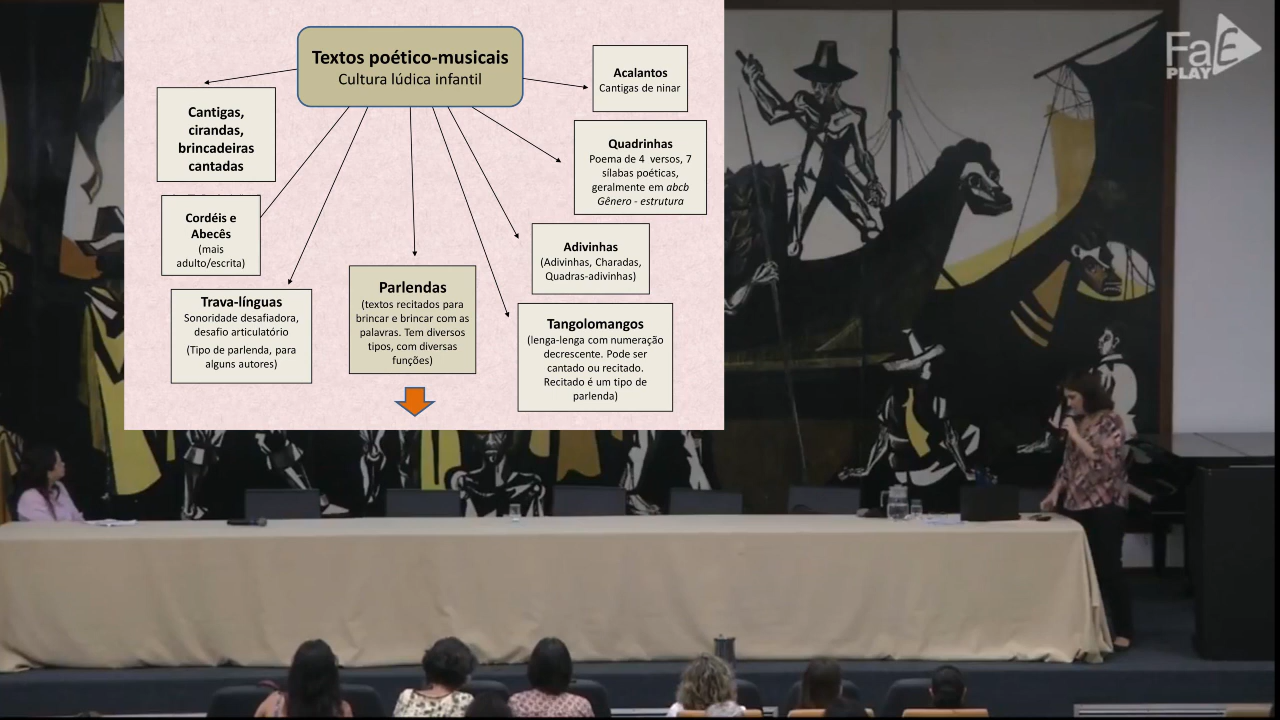 Textos poético-musicais
Cultura lúdica infantil
Acalantos
Cantigas de ninar
Cantigas,
cirandas,
brincadeiras
cantadas
Quadrinhas
Poema de 4 versos, 7
sílabas poéticas,
geralmente em abcb
Gênero - estrutura
Cordéis e
Abecês
(mais
adulto/escrita)
Adivinhas
(Adivinhas, Charadas,
Quadras-adivinhas)
Trava-línguas
Sonoridade desafiadora,
desafio articulatório
(Tipo de parlenda, para
alguns autores)
Parlendas
(textos recitados para
brincar e brincar com as
palavras. Tem diversos
tipos, com diversas
funções)
Tangolomangos
(lenga-lenga com numeração
decrescente. Pode ser
cantado ou recitado.
Recitado é um tipo de
parlenda)
FaE
PLAY